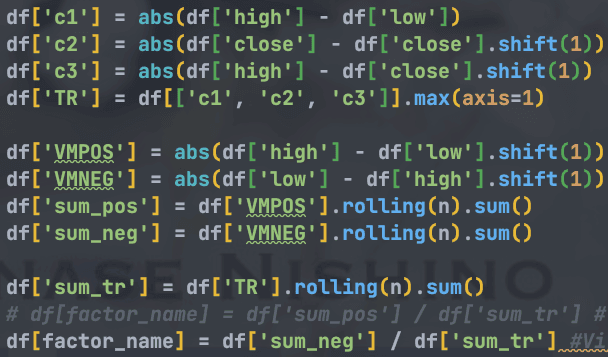 df['c1'] = abs(df['high'] - df['low'])
df['c2'] = abs(df['close'] - df['close'].shift(1))
df['c3'] = abs(df['high'] - df['close'].shift(1))
df['TR'] = df[['c1', 'c2', 'c3']].max(axis=1)
df['VMPOS'] = abs(df['high'] - df['low'].shift(1))
df['VMNEG'] = abs(df['low'] - df['high'].shift(1))
df['sum_pos'] = df['VMPOS'].rolling(n).sum()
df['sum_neg'] = df['VMNEG'].rolling(n).sum()
NASE NISHINO
df['sum_tr'] = df['TR'].rolling(n).sum()
# df[factor_name] = df['sum_pos'] / df['sum_tr'] #
df[factor_name] = df['sum_neg'] / df['sum_tr'] #Vi